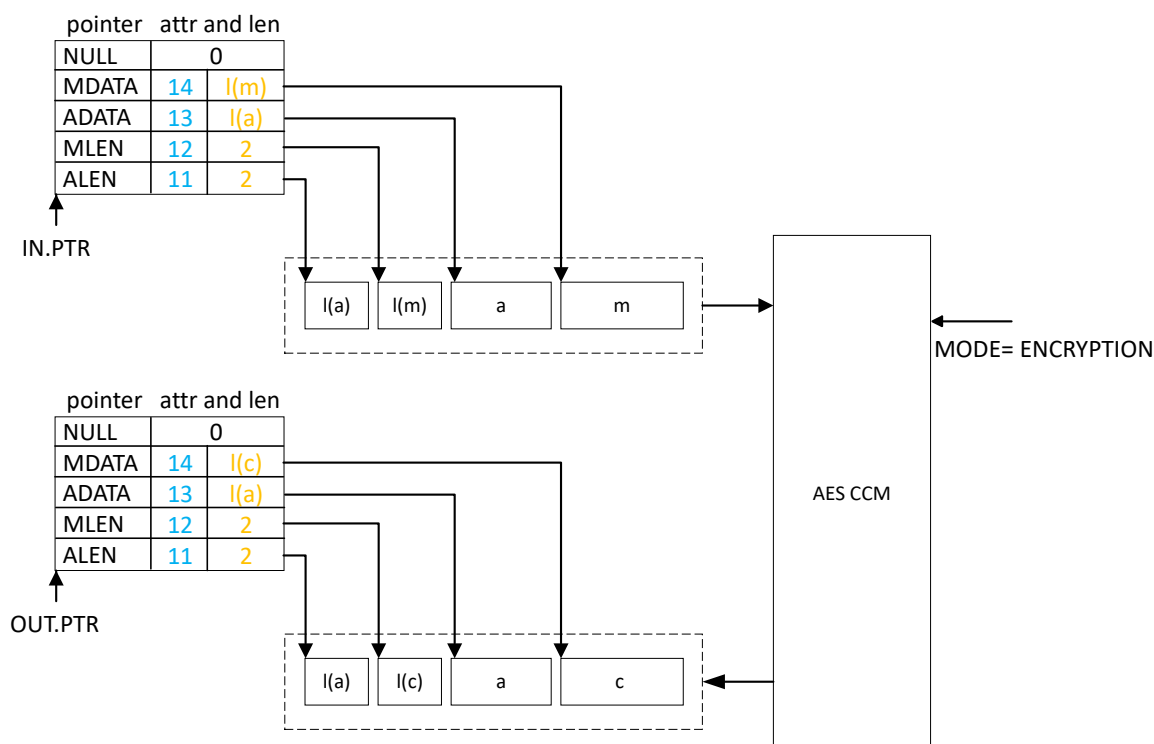 pointer attr and len
NULL 0
MDATA 14 l(m)
ADATA 13 l(a)
MLEN 12 2
ALEN 11 2
IN.PTR
l(a) l(m) a m
MODE= ENCRYPTION
pointer attr and len
NULL 0
MDATA 14 l(c)
ADATA 13 l(a)
MLEN 12 2
ALEN 11 2
AES CCM
OUT.PTR
l(a) l(c) a c